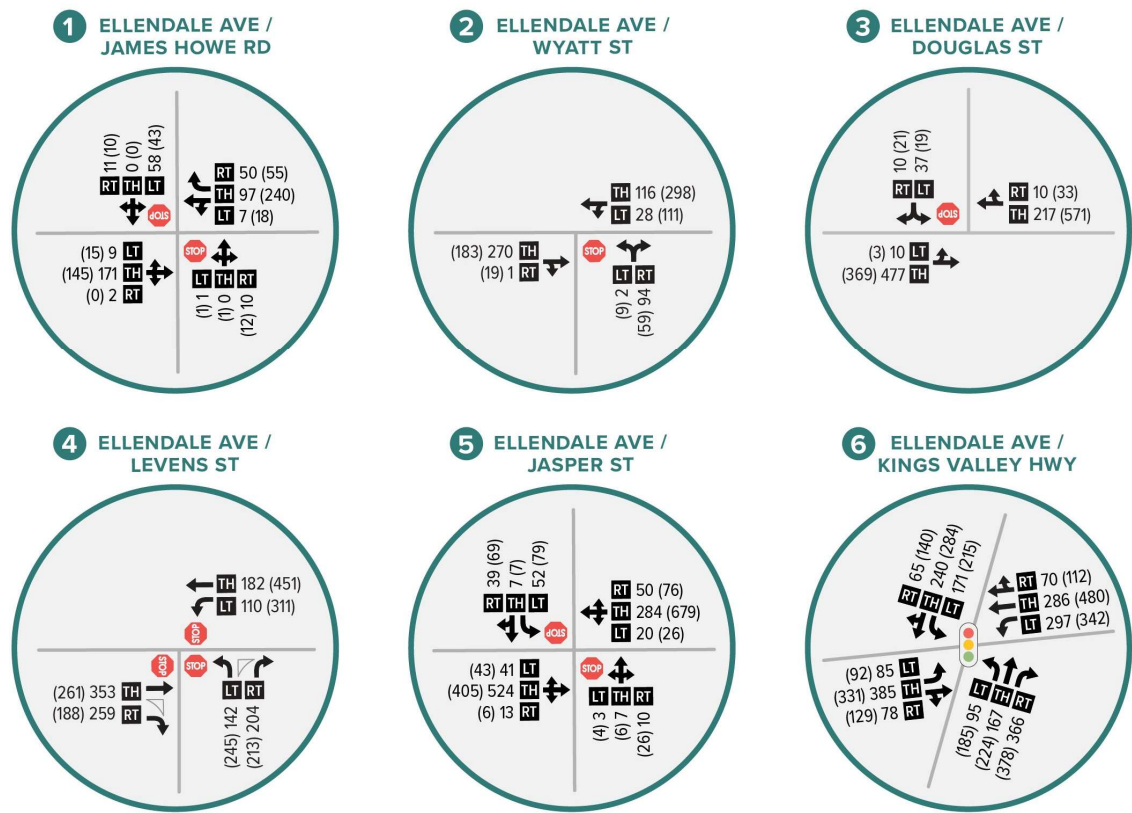 1 ELLENDALE AVE /
JAMES HOWE RD
11 (10)
0 (0)
58 (43)
RT TH LT
STOP
RT 50 (55)
TH 97 (240)
LT 7 (18)
(15) 9 LT
(145) 171 TH
(0) 2 RT
STOP
LT TH RT
(1) 1
(1) 0
(12) 10
2 ELLENDALE AVE /
WYATT ST
TH 116 (298)
LT 28 (111)
(183) 270 TH
(19) 1 RT
STOP
LT RT
(9) 2
(59) 94
3 ELLENDALE AVE /
DOUGLAS ST
10 (21)
37 (19)
RT LT
STOP
RT 10 (33)
TH 217 (571)
(3) 10 LT
(369) 477 TH
4 ELLENDALE AVE /
LEVENS ST
TH 182 (451)
LT 110 (311)
STOP
STOP
STOP
(261) 353 TH
(188) 259 RT
LT RT
(245) 142
(213) 204
5 ELLENDALE AVE /
JASPER ST
39 (69)
7 (7)
52 (79)
RT TH LT
STOP
RT 50 (76)
TH 284 (679)
LT 20 (26)
(43) 41 LT
(405) 524 TH
(6) 13 RT
STOP
LT TH RT
(4) 3
(6) 7
(26) 10
6 ELLENDALE AVE /
KINGS VALLEY HWY
65 (140)
240 (284)
171 (215)
RT TH LT
RT 70 (112)
TH 286 (480)
LT 297 (342)
(92) 85 LT
(331) 385 TH
(129) 78 RT
LT TH RT
(185) 95
(224) 167
(378) 366